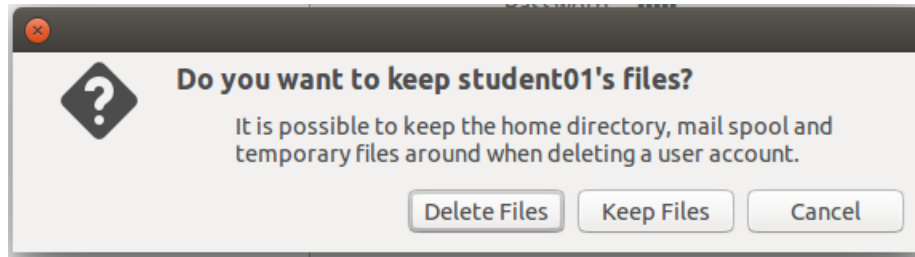 Do you want to keep student01's files?
It is possible to keep the home directory, mail spool and
temporary files around when deleting a user account.
Delete Files
Keep Files
Cancel